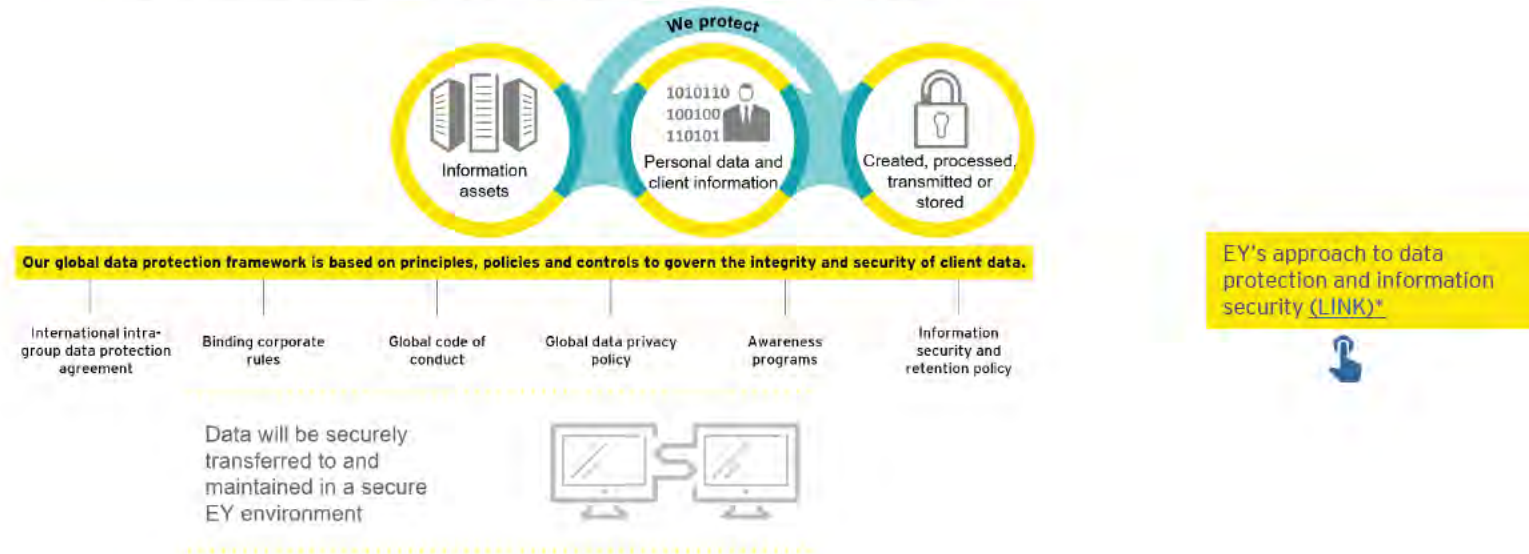 We protect
Information
assets
1010110
100100
110101
Personal data and
client information
Created, processed,
transmitted or
stored
Our global data protection framework is based on principles, policies and controls to govern the integrity and security of client data.
International intra-
group data protection
agreement
Binding corporate
rules
Global code of
conduct
Global data privacy
policy
Awareness
programs
Information
security and
retention policy
EY's approach to data
protection and information
security (LINK)*
Data will be securely
transferred to and
maintained in a secure
EY environment